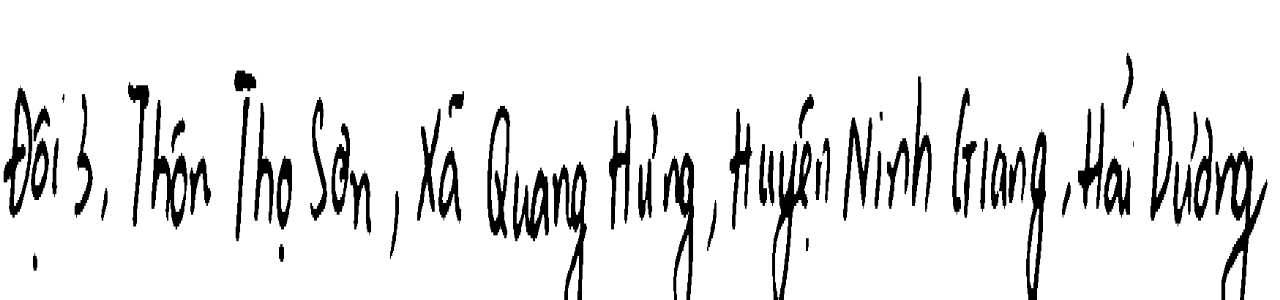 Đội 3, Thôn Thọ Sơn, Xã Quang Hưng, Huyện Ninh Giang, Hải Dương